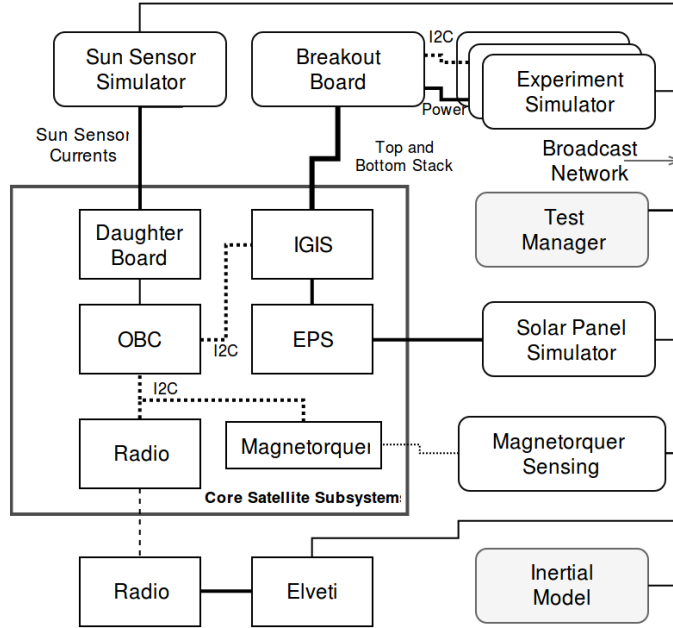 I2C
Sun Sensor
Simulator
Breakout
Board
Experiment
Simulator
Power
Sun Sensor
Currents
Top and
Bottom Stack
Broadcast
Network
Daughter
Board
IGIS
Test
Manager
OBC
I2C
EPS
Solar Panel
Simulator
I2C
Radio
Magnetorquer
Magnetorquer
Sensing
Core Satellite Subsystems
Radio
Elveti
Inertial
Model